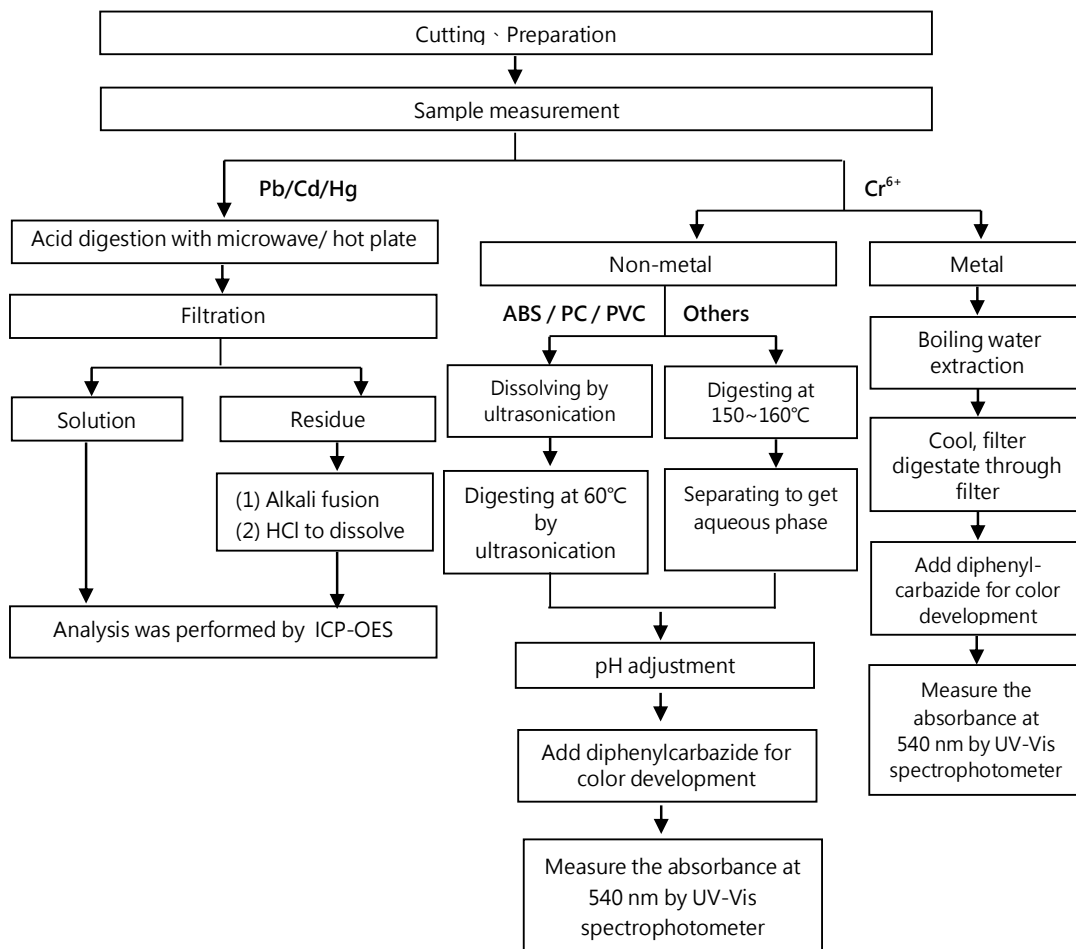 Cutting、Preparation
Sample measurement
Pb/Cd/Hg
Cr6+
Acid digestion with microwave/ hot plate
Filtration
Solution
Residue
(1) Alkali fusion
(2) HCl to dissolve
Analysis was performed by ICP-OES
Non-metal
ABS / PC / PVC
Others
Dissolving by
ultrasonication
Digesting at 60℃
by
ultrasonication
Digesting at
150~160℃
Separating to get
aqueous phase
pH adjustment
Add diphenylcarbazide for
color development
Measure the absorbance at
540 nm by UV-Vis
spectrophotometer
Metal
Boiling water
extraction
Cool, filter
digestate through
filter
Add diphenyl-
carbazide for color
development
Measure the
absorbance at
540 nm by UV-Vis
spectrophotometer